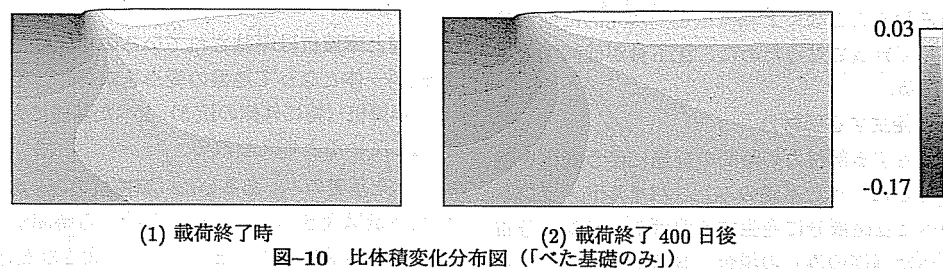 0.03
-0.17
(1) 載荷終了時
(2) 載荷終了 400 日後
図–10 比体積変化分布図（「べた基礎のみ」）